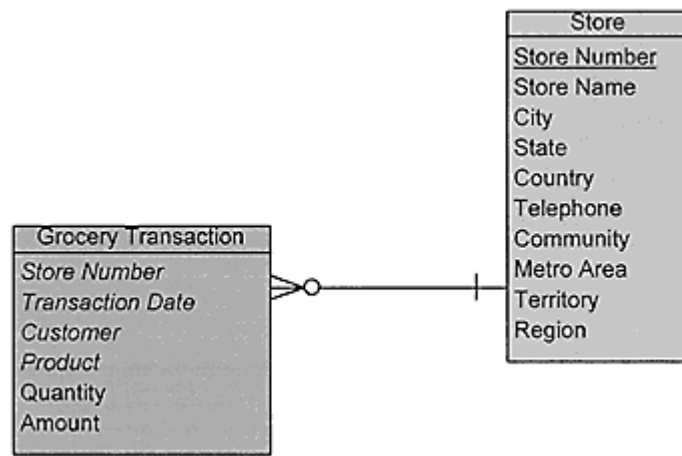 Store
Store Number
Store Name
City
State
Country
Telephone
Community
Metro Area
Territory
Region
Grocery Transaction
Store Number
Transaction Date
Customer
Product
Quantity
Amount